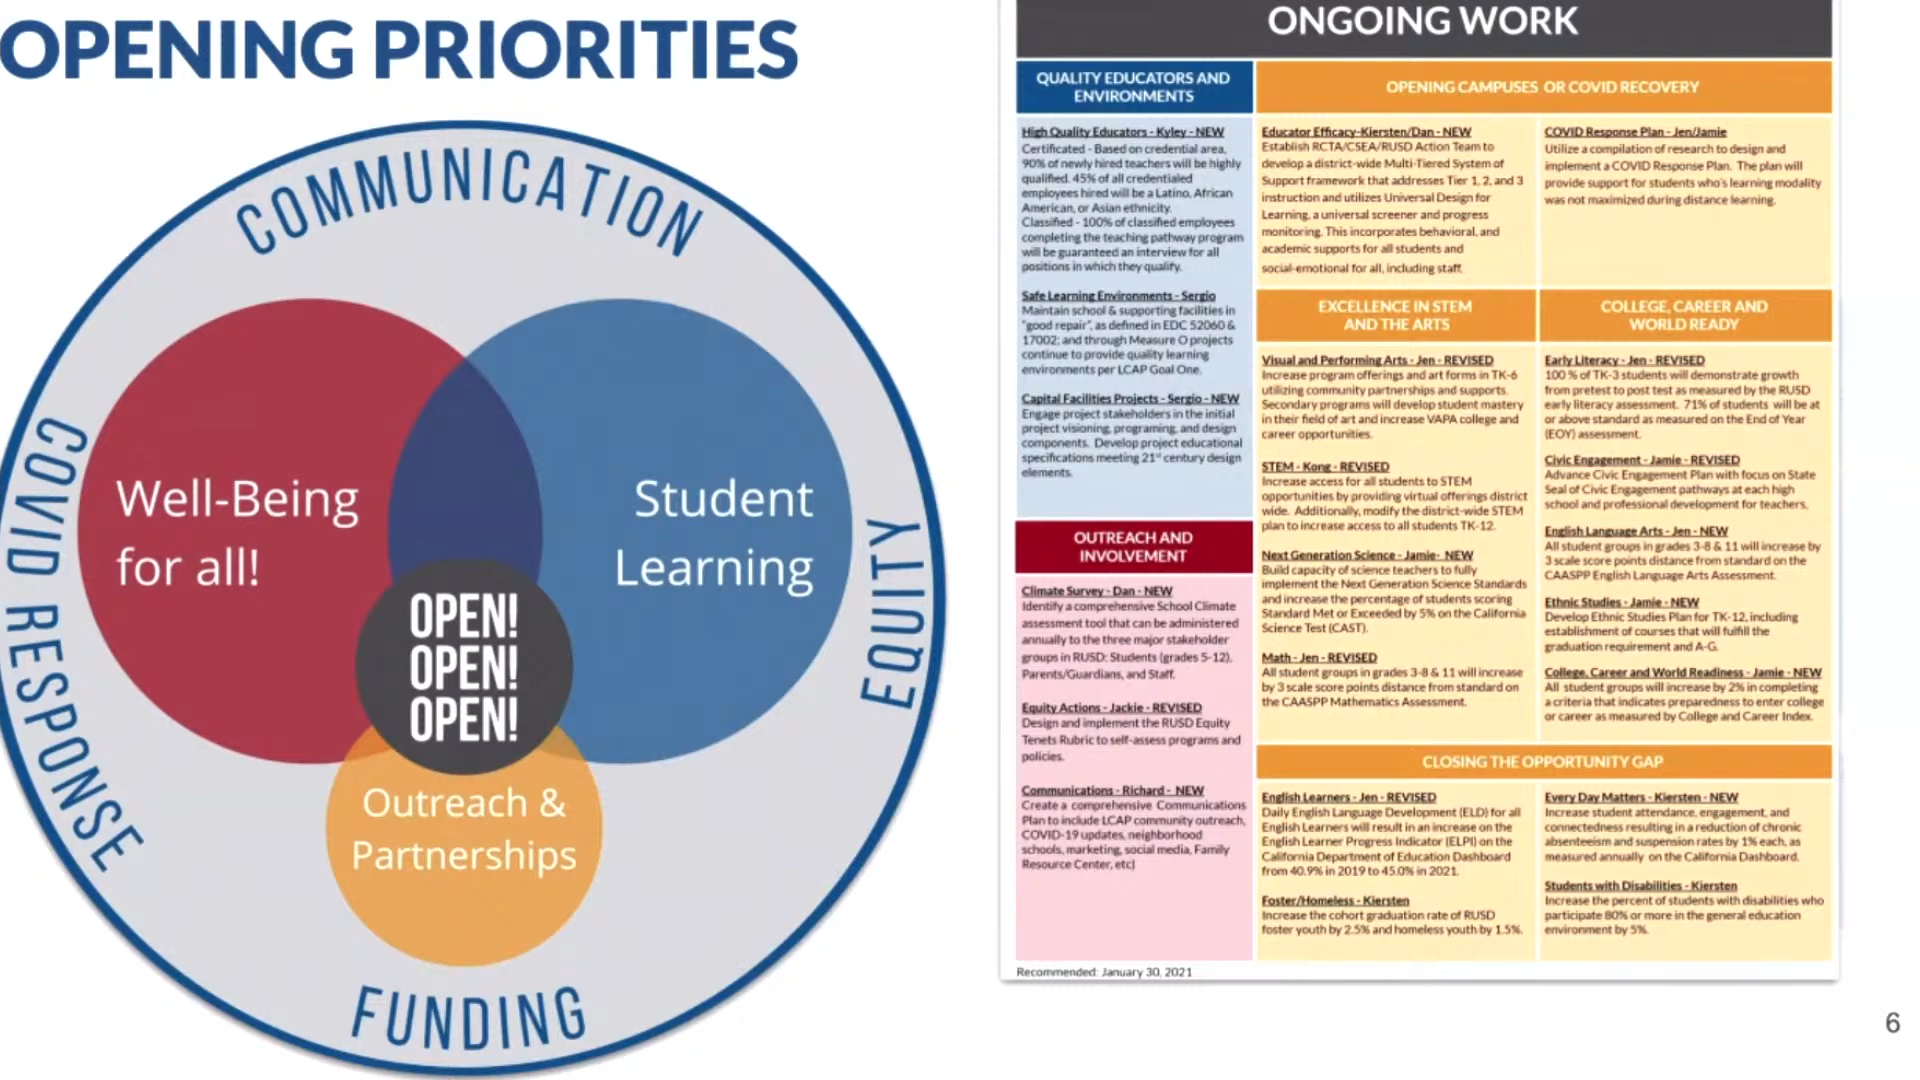 OPENING PRIORITIES
COMMUNICATION
COVID RESPONSE
EQUITY
FUNDING
Well-Being
for all!
Student
Learning
OPEN!
OPEN!
OPEN!
Outreach &
Partnerships
ONGOING WORK
QUALITY EDUCATORS AND
ENVIRONMENTS
High Quality Educators - Kyley - NEW
Certificated - Based on credential area,
90% of newly hired teachers will be highly
qualified. 45% of all credentialed
employees hired will be a Latino, African
American, or Asian ethnicity.
Classified - 100% of classified employees
completing the teaching pathway program
will be guaranteed an interview for all
positions in which they qualify.
Safe Learning Environments - Sergio
Maintain school & supporting facilities in
"good repair", as defined in EDC 52060 &
17002; and through Measure O projects
continue to provide quality learning
environments per LCAP Goal One.
Capital Facilities Projects - Sergio - NEW
Engage project stakeholders in the initial
project visioning, programing, and design
components. Develop project educational
specifications meeting 21st century design
elements.
OUTREACH AND
INVOLVEMENT
Climate Survey - Dan - NEW
Identify a comprehensive School Climate
assessment tool that can be administered
annually to the three major stakeholder
groups in RUSD: Students (grades 5-12),
Parents/Guardians, and Staff.
Equity Actions - Jackie - REVISED
Design and implement the RUSD Equity
Tenets Rubric to self-assess programs and
policies.
Communications - Richard - NEW
Create a comprehensive Communications
Plan to include LCAP community outreach,
COVID-19 updates, neighborhood
schools, marketing, social media, Family
Resource Center, etc)
OPENING CAMPUSES OR COVID RECOVERY
Educator Efficacy-Kiersten/Dan - NEW
Establish RCTA/CSEA/RUSD Action Team to
develop a district-wide Multi-Tiered System of
Support framework that addresses Tier 1, 2, and 3
instruction and utilizes Universal Design for
Learning, a universal screener and progress
monitoring. This incorporates behavioral, and
academic supports for all students and
social-emotional for all, including staff.
COVID Response Plan - Jen/Jamie
Utilize a compilation of research to design and
implement a COVID Response Plan. The plan will
provide support for students who's learning modality
was not maximized during distance learning.
EXCELLENCE IN STEM
AND THE ARTS
Visual and Performing Arts - Jen - REVISED
Increase program offerings and art forms in TK-6
utilizing community partnerships and supports.
Secondary programs will develop student mastery
in their field of art and increase VAPA college and
career opportunities.
STEM - Kong - REVISED
Increase access for all students to STEM
opportunities by providing virtual offerings district
wide. Additionally, modify the district-wide STEM
plan to increase access to all students TK-12.
Next Generation Science - Jamie- NEW
Build capacity of science teachers to fully
implement the Next Generation Science Standards
and increase the percentage of students scoring
Standard Met or Exceeded by 5% on the California
Science Test (CAST).
Math - Jen - REVISED
All student groups in grades 3-8 & 11 will increase
by 3 scale score points distance from standard on
the CAASPP Mathematics Assessment.
COLLEGE, CAREER AND
WORLD READY
Early Literacy - Jen - REVISED
100 % of TK-3 students will demonstrate growth
from pretest to post test as measured by the RUSD
early literacy assessment. 71% of students will be at
or above standard as measured on the End of Year
(EOY) assessment.
Civic Engagement - Jamie - REVISED
Advance Civic Engagement Plan with focus on State
Seal of Civic Engagement pathways at each high
school and professional development for teachers.
English Language Arts - Jen - NEW
All student groups in grades 3-8 & 11 will increase by
3 scale score points distance from standard on the
CAASPP English Language Arts Assessment.
Ethnic Studies - Jamie - NEW
Develop Ethnic Studies Plan for TK-12, including
establishment of courses that will fulfill the
graduation requirement and A-G.
College, Career and World Readiness - Jamie - NEW
All student groups will increase by 2% in completing
a criteria that indicates preparedness to enter college
or career as measured by College and Career Index.
CLOSING THE OPPORTUNITY GAP
English Learners - Jen - REVISED
Daily English Language Development (ELD) for all
English Learners will result in an increase on the
English Learner Progress Indicator (ELPI) on the
California Department of Education Dashboard
from 40.9% in 2019 to 45.0% in 2021.
Foster/Homeless - Kiersten
Increase the cohort graduation rate of RUSD
foster youth by 2.5% and homeless youth by 1.5%.
Every Day Matters - Kiersten - NEW
Increase student attendance, engagement, and
connectedness resulting in a reduction of chronic
absenteeism and suspension rates by 1% each, as
measured annually on the California Dashboard.
Students with Disabilities - Kiersten
Increase the percent of students with disabilities who
participate 80% or more in the general education
environment by 5%.
Recommended: January 30, 2021
6